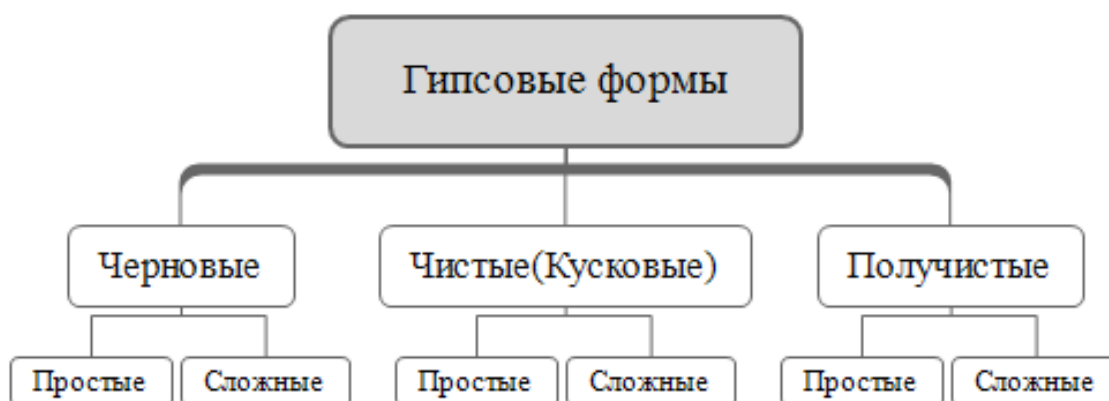 Гипсовые формы
Черновые
Чистые(Кусковые)
Получистые
Простые
Сложные
Простые
Сложные
Простые
Сложные